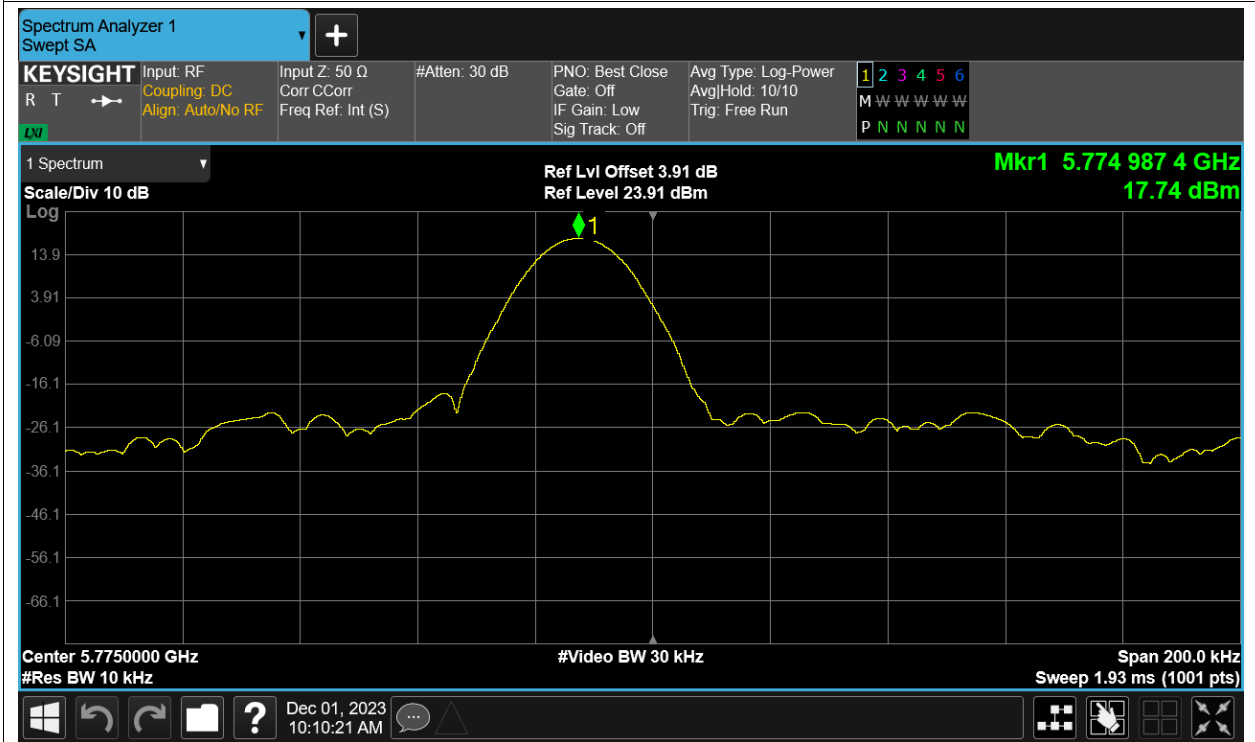 Spectrum Analyzer 1
Swept SA
+
KEYSIGHT
R T
LXI
Input: RF
Coupling: DC
Align: Auto/No RF
Input Z: 50 Ω
Corr CCorr
Freq Ref: Int (S)
#Atten: 30 dB
PNO: Best Close
Gate: Off
IF Gain: Low
Sig Track: Off
Avg Type: Log-Power
Avg|Hold: 10/10
Trig: Free Run
1 2 3 4 5 6
M W W W W W
P N N N N N
1 Spectrum
Scale/Div 10 dB
Log
Ref Lvl Offset 3.91 dB
Ref Level 23.91 dBm
Mkr1 5.774 987 4 GHz
17.74 dBm
1
13.9
3.91
-6.09
-16.1
-26.1
-36.1
-46.1
-56.1
-66.1
Center 5.7750000 GHz
#Res BW 10 kHz
#Video BW 30 kHz
Span 200.0 kHz
Sweep 1.93 ms (1001 pts)
?
Dec 01, 2023
10:10:21 AM